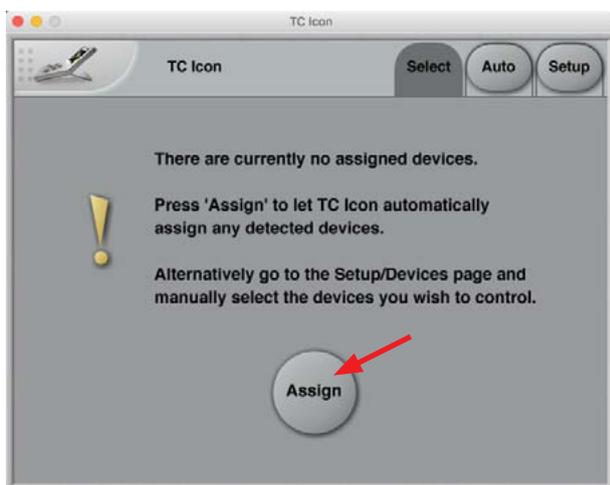 TC Icon
TC Icon
Select
Auto
Setup
There are currently no assigned devices.
Press 'Assign' to let TC Icon automatically
assign any detected devices.
Alternatively go to the Setup/Devices page and
manually select the devices you wish to control.
Assign